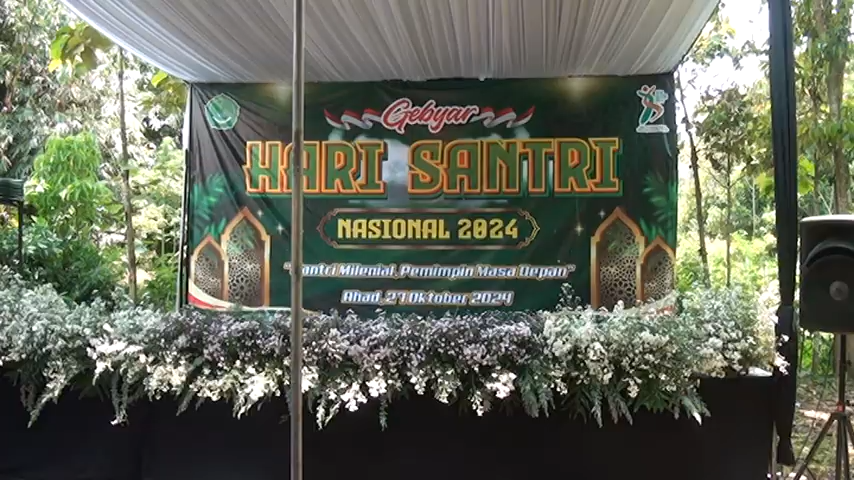 Gebyar
HARI SANTRI
NASIONAL 2024
"Santri Milenial, Pemimpin Masa Depan"
Ahad, 27 Oktober 2024